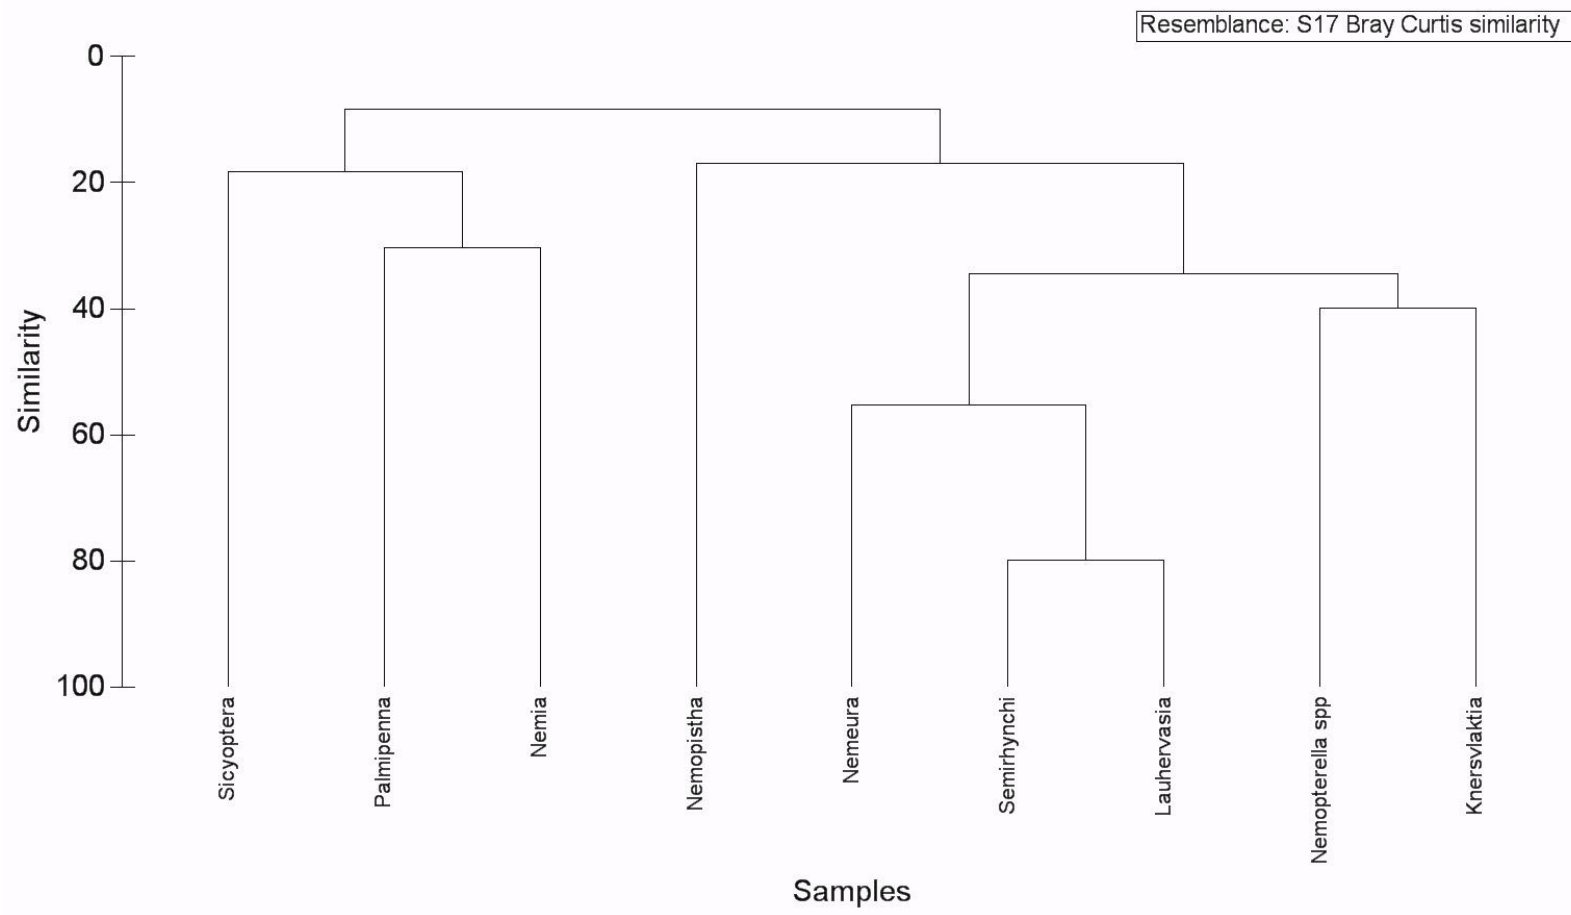 Resemblance: S17 Bray Curtis similarity
0
20
40
60
80
100
Similarity
Sicyoptera
Palmipenna
Nemia
Nemopistha
Nemeura
Semirhynchi
Lauhervasia
Nemopterella spp
Knersvlaktia
Samples